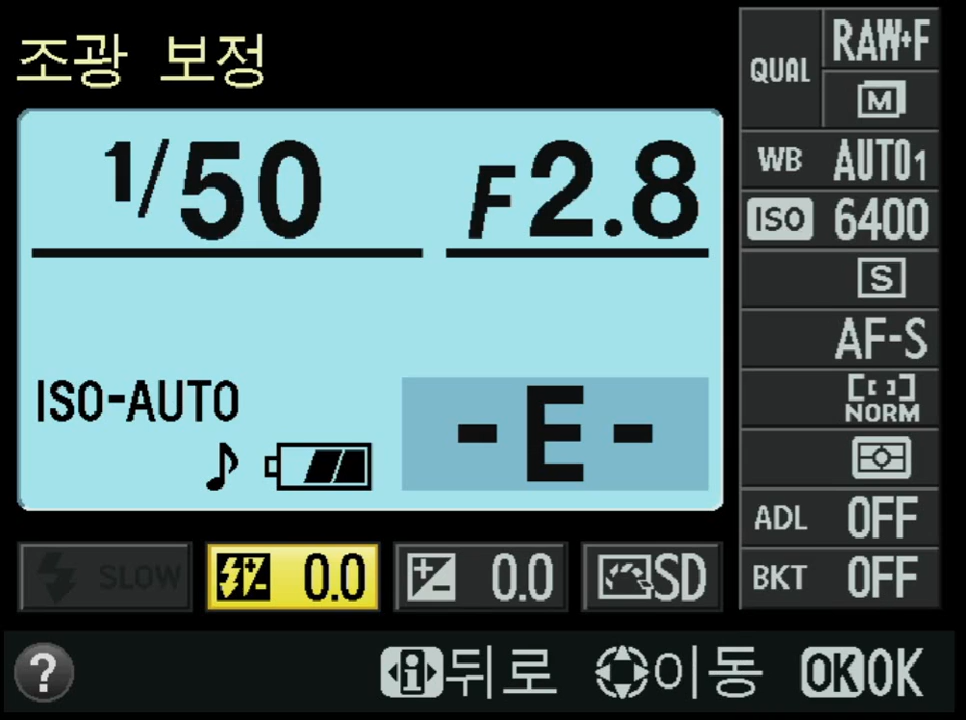 조광 보정
1/50 F2.8
ISO-AUTO
-E-
QUAL RAW+F
M
WB AUTO1
ISO 6400
S
AF-S
NORM
ADL OFF
BKT OFF
SLOW 0.0 0.0 SD
? i 뒤로 이동 OK OK